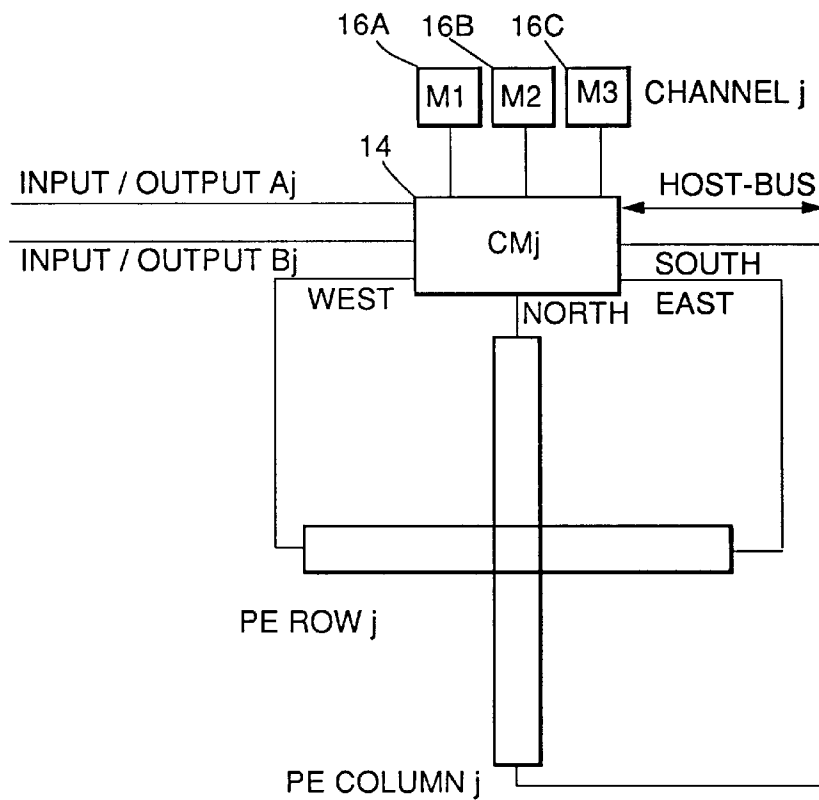 16A 16B 16C
M1 M2 M3 CHANNEL j
14
INPUT / OUTPUT Aj
HOST-BUS
CMj
INPUT / OUTPUT Bj
SOUTH
WEST
NORTH
EAST
PE ROW j
PE COLUMN j